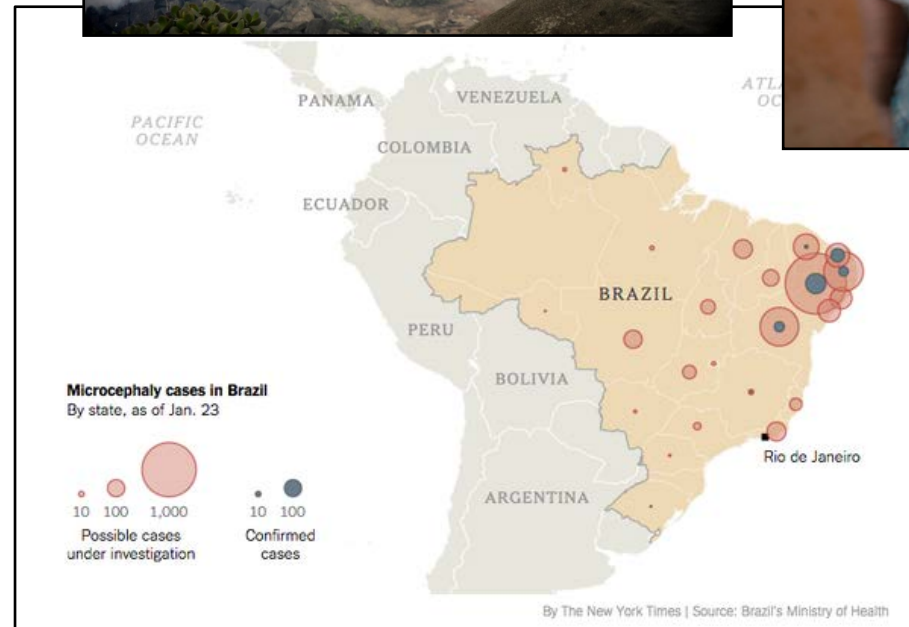 PACIFIC
OCEAN
PANAMA
VENEZUELA
COLOMBIA
ECUADOR
BRAZIL
PERU
BOLIVIA
ARGENTINA
Rio de Janeiro
Microcephaly cases in Brazil
By state, as of Jan. 23
10 100 1,000
Possible cases
under investigation
10 100
Confirmed
cases
By The New York Times | Source: Brazil's Ministry of Health